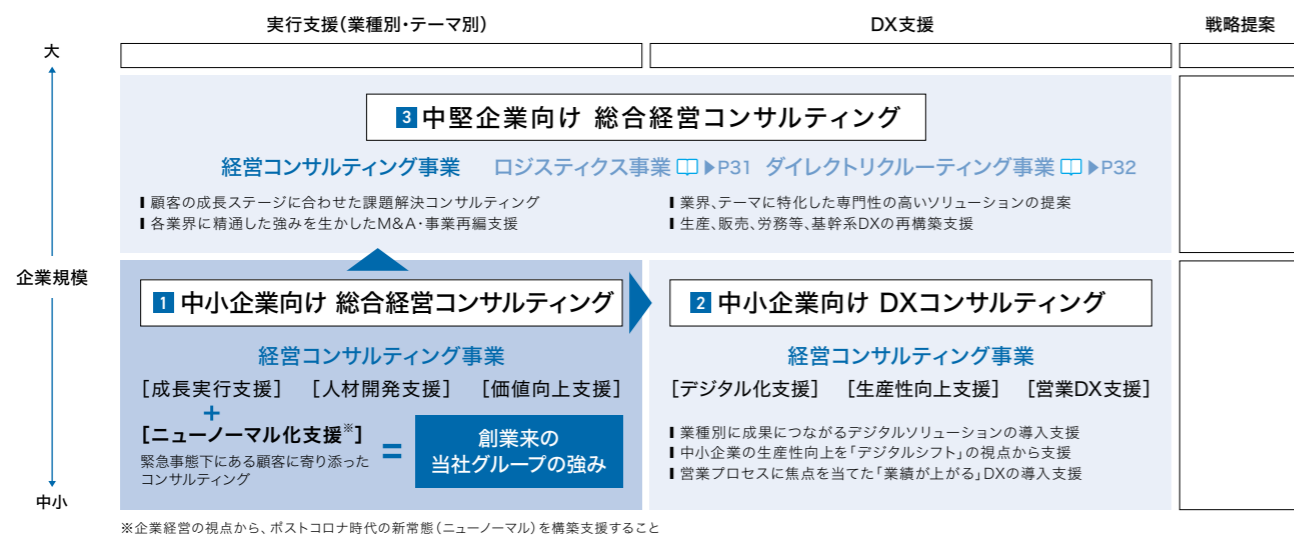 実行支援(業種別・テーマ別)
DX支援
戦略提案
大
3 中堅企業向け 総合経営コンサルティング
経営コンサルティング事業
ロジスティクス事業 ▶P31
ダイレクトリクルーティング事業 ▶P32
顧客の成長ステージに合わせた課題解決コンサルティング
各業界に精通した強みを生かしたM&A・事業再編支援
業界、テーマに特化した専門性の高いソリューションの提案
生産、販売、労務等、基幹系DXの再構築支援
企業規模
1 中小企業向け 総合経営コンサルティング
経営コンサルティング事業
[成長実行支援] [人材開発支援] [価値向上支援]
+
[ニューノーマル化支援※]
緊急事態下にある顧客に寄り添った
コンサルティング
=
創業来の
当社グループの強み
2 中小企業向け DXコンサルティング
経営コンサルティング事業
[デジタル化支援] [生産性向上支援] [営業DX支援]
業種別に成果につながるデジタルソリューションの導入支援
中小企業の生産性向上を「デジタルシフト」の視点から支援
営業プロセスに焦点を当てた「業績が上がる」DXの導入支援
中小
※企業経営の視点から、ポストコロナ時代の新常態(ニューノーマル)を構築支援すること